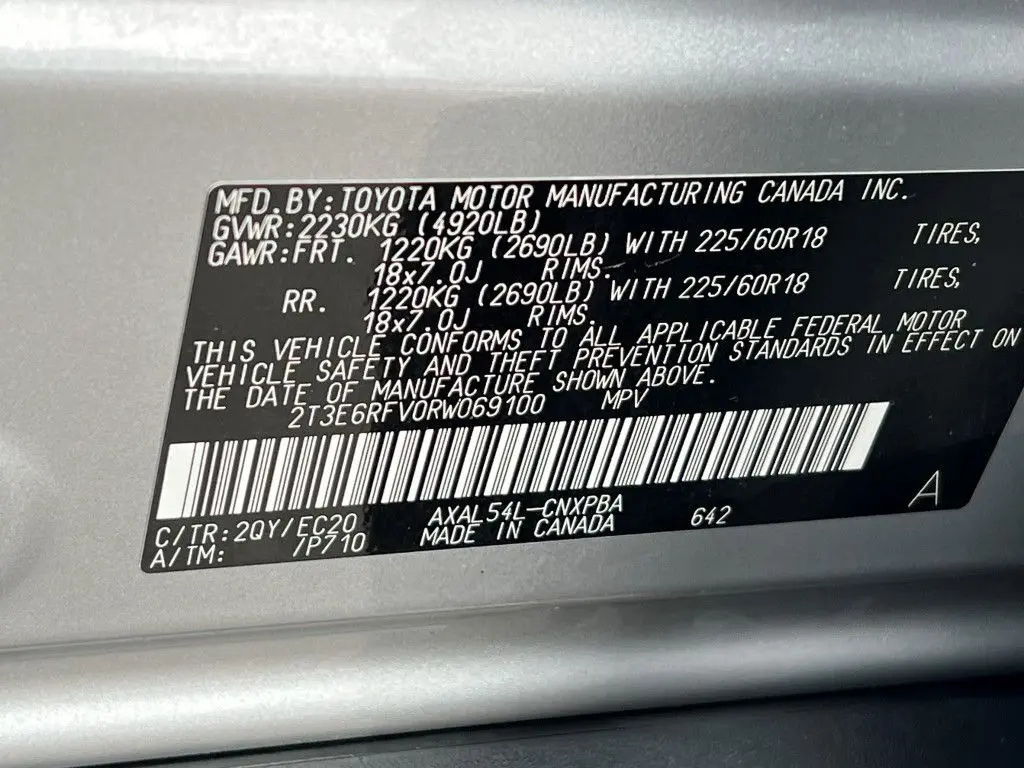 MFD.BY:TOYOTA MOTOR MANUFACTURING CANADA INC.
GVWR:2230KG (4920LB)
GAWR:FRT. 1220KG (2690LB) WITH 225/60R18 TIRES,
18x7.0J RIMS.
RR. 1220KG (2690LB) WITH 225/60R18 TIRES,
18x7.0J RIMS.
THIS VEHICLE CONFORMS TO ALL APPLICABLE FEDERAL MOTOR
VEHICLE SAFETY AND THEFT PREVENTION STANDARDS IN EFFECT ON
THE DATE OF MANUFACTURE SHOWN ABOVE.
2T3E6RFV0RW069100 MPV
C/TR:2QY/EC20 AXAL54L-CNXPBA 642 A
A/TM: /P710 MADE IN CANADA